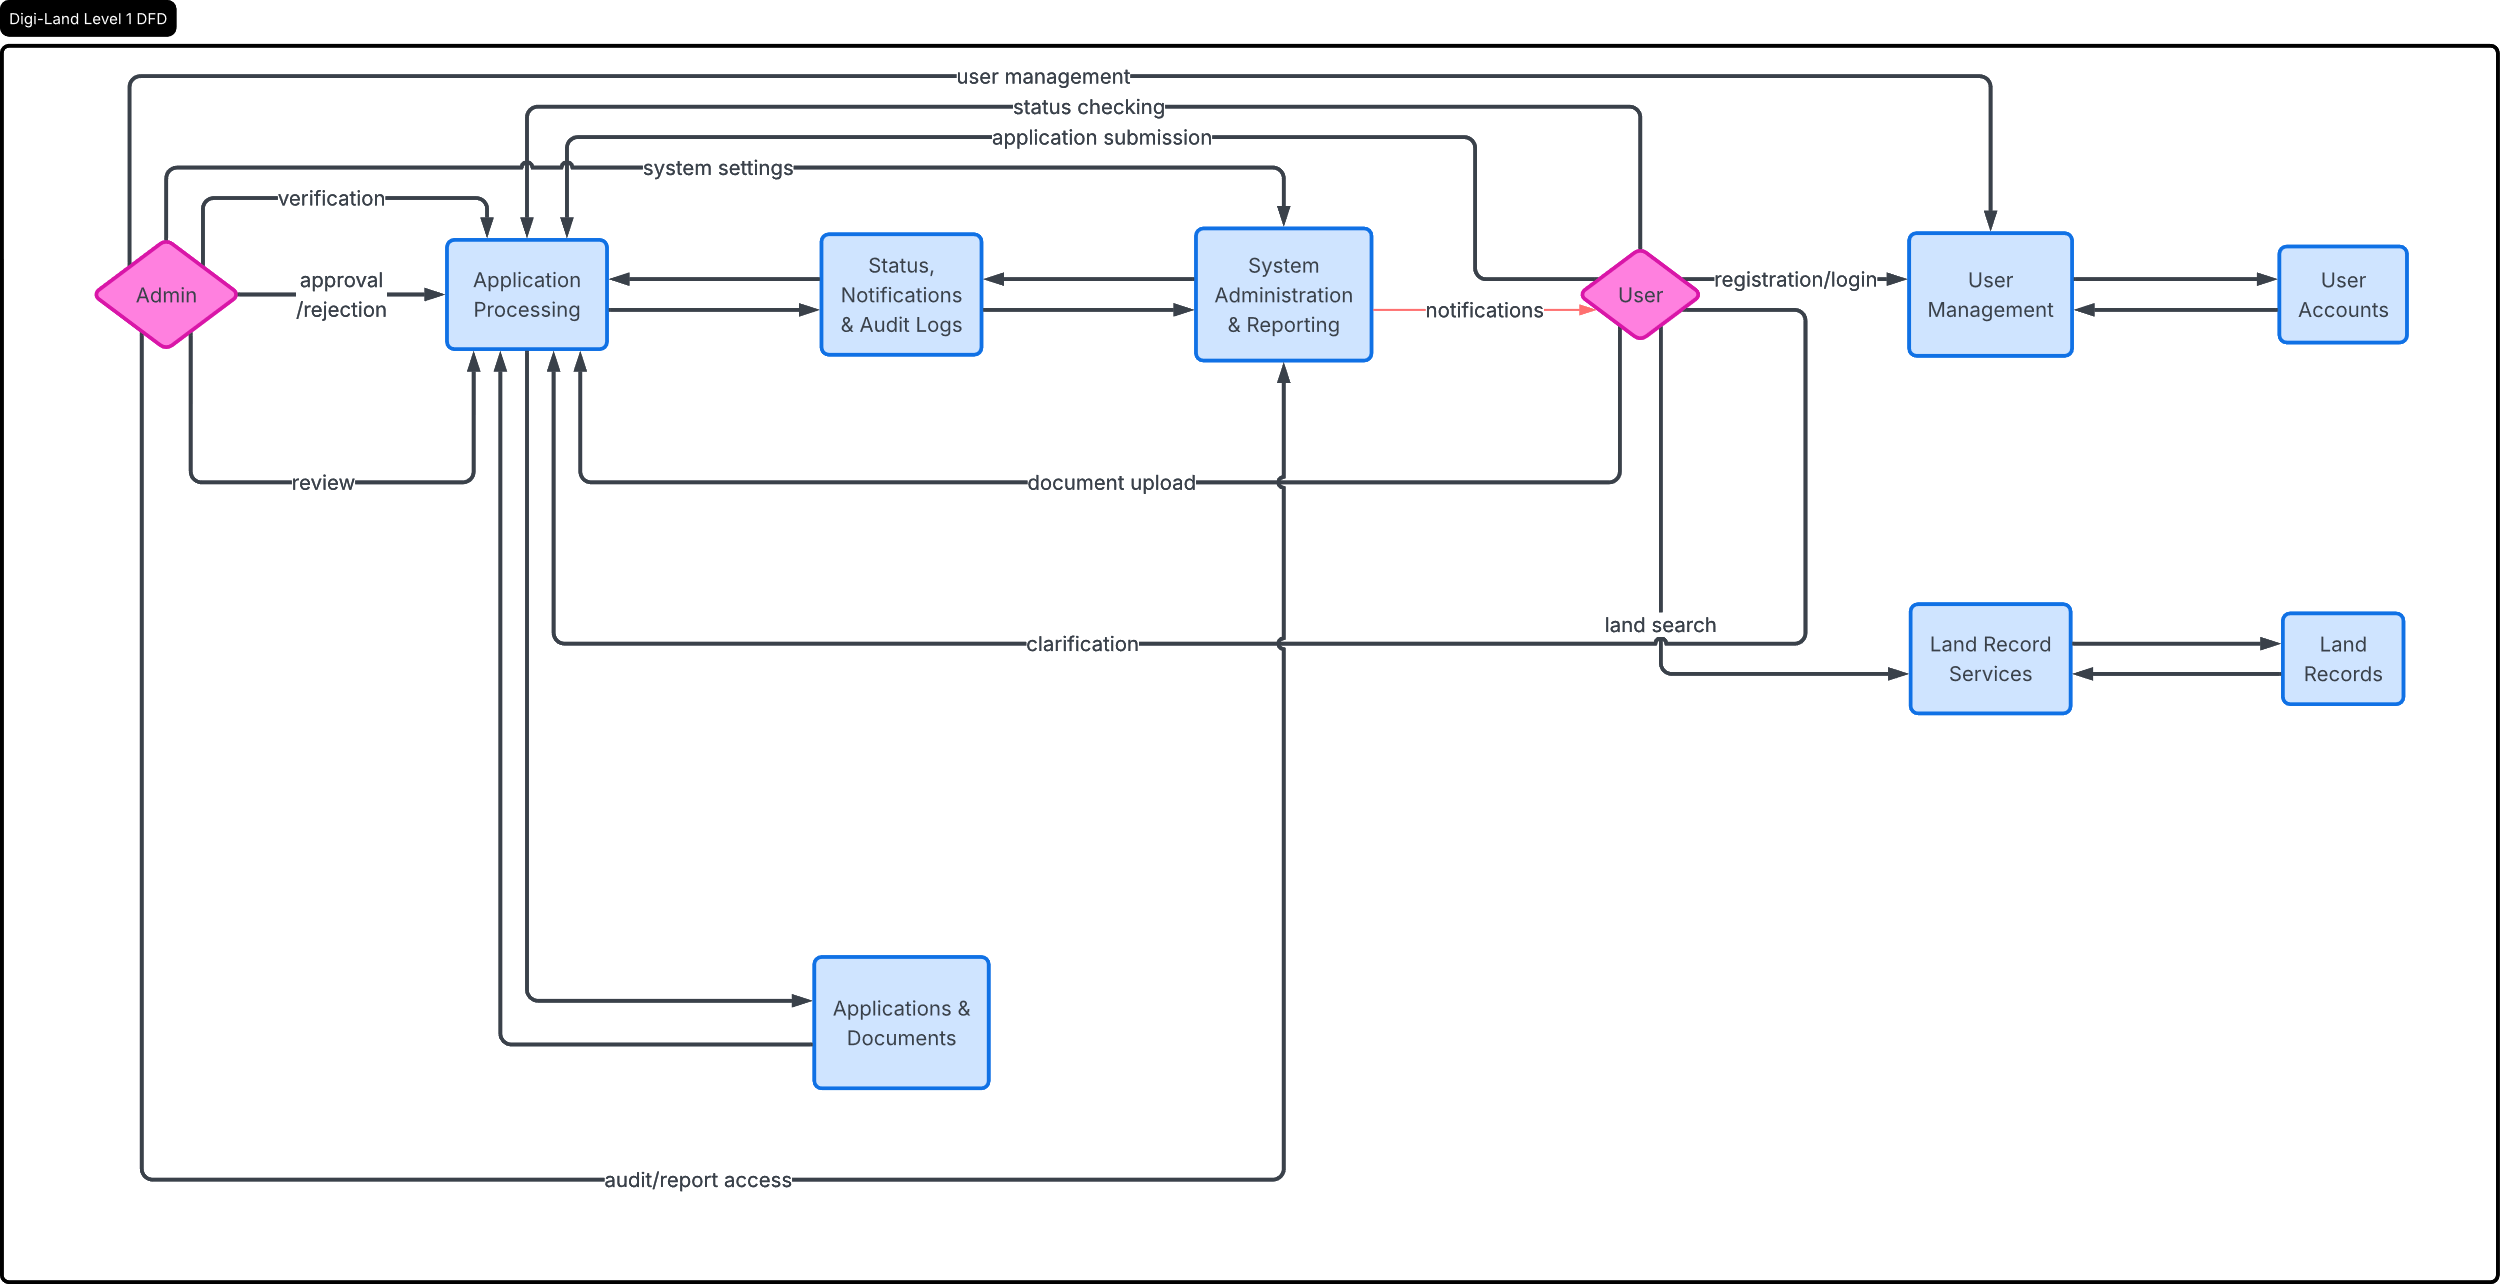 Digi-Land Level 1 DFD
user management
status checking
application submission
system settings
verification
Admin
approval
/rejection
Application
Processing
Status,
Notifications
& Audit Logs
System
Administration
& Reporting
notifications
User
registration/login
User
Management
User
Accounts
review
document upload
land search
clarification
Land Record
Services
Land
Records
Applications &
Documents
audit/report access